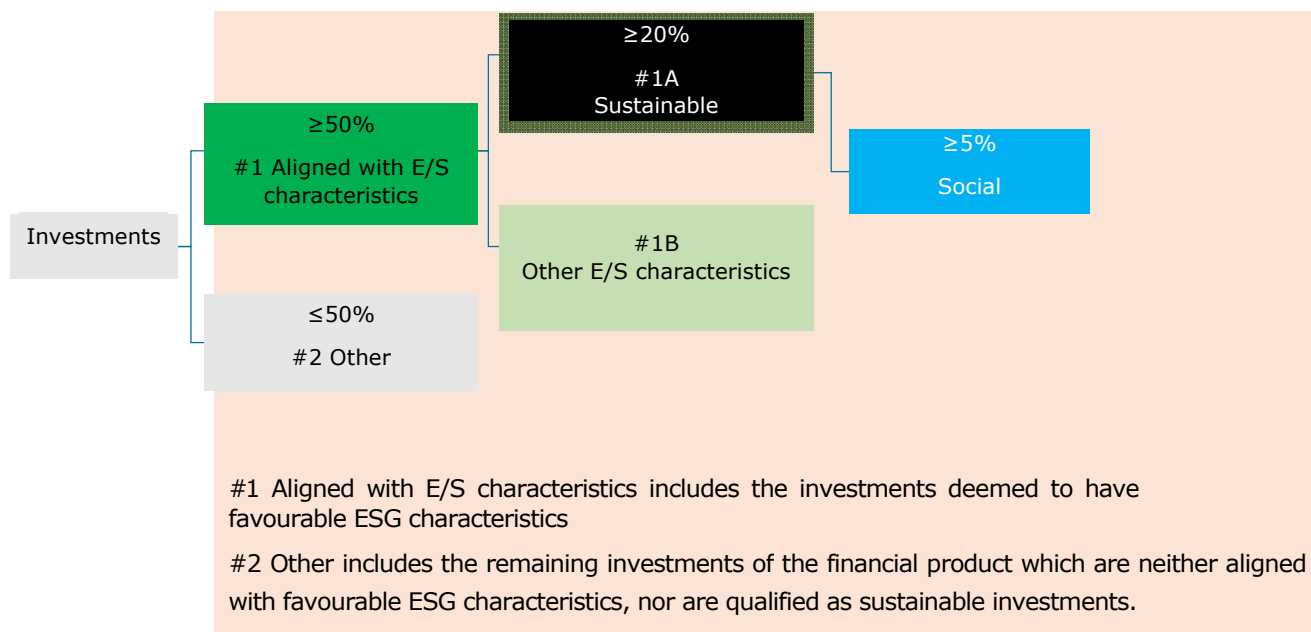 ≥20%
#1A
Sustainable
≥50%
#1 Aligned with E/S
characteristics
≥5%
Social
Investments
#1B
Other E/S characteristics
≤50%
#2 Other
#1 Aligned with E/S characteristics includes the investments deemed to have
favourable ESG characteristics
#2 Other includes the remaining investments of the financial product which are neither aligned
with favourable ESG characteristics, nor are qualified as sustainable investments.